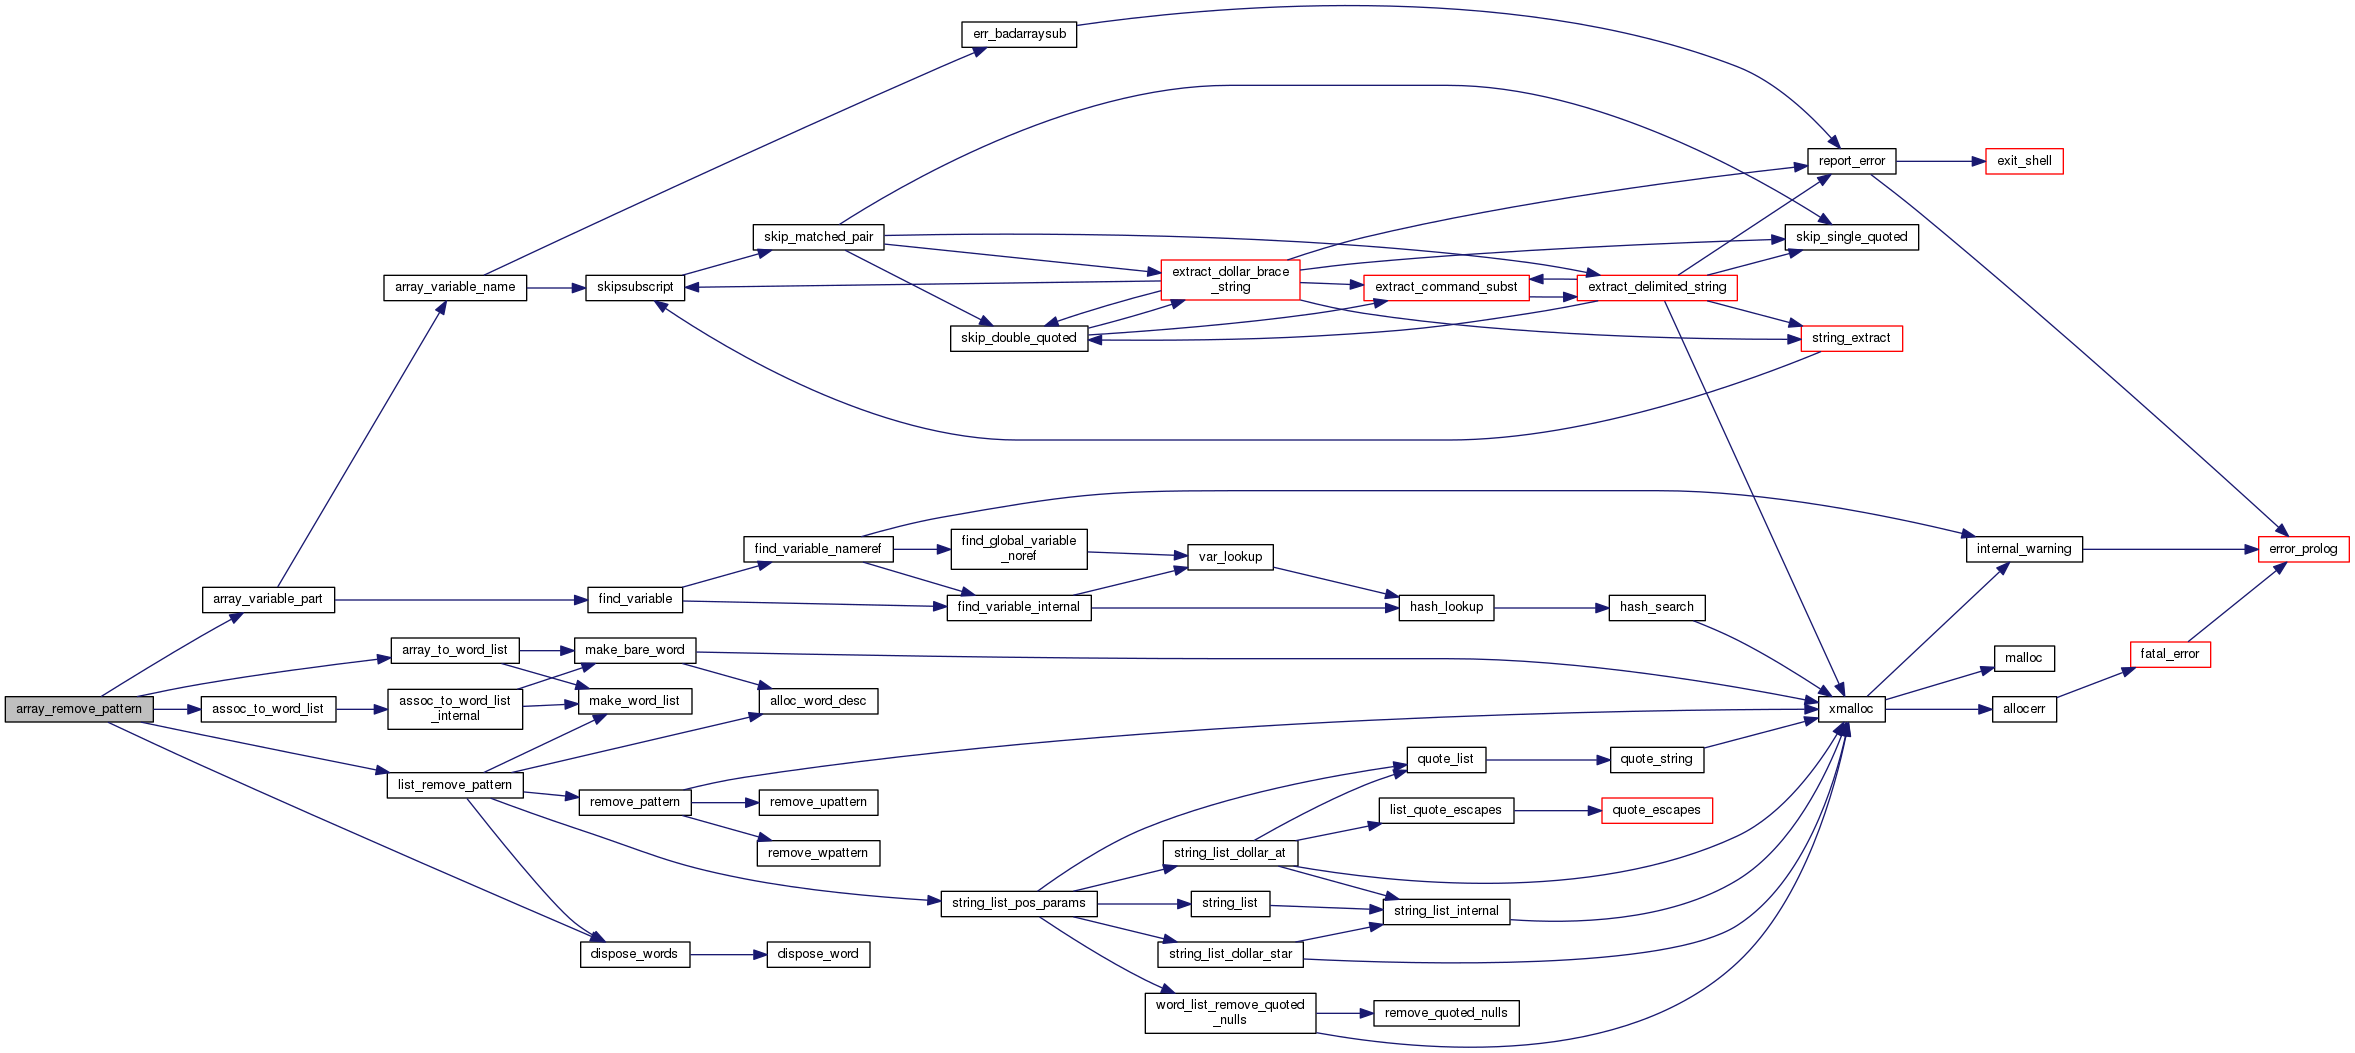 err_badarraysub
report_error
exit_shell
skip_matched_pair
skip_single_quoted
array_variable_name
skipsubscript
extract_dollar_brace
_string
extract_command_subst
extract_delimited_string
skip_double_quoted
string_extract
find_variable_nameref
find_global_variable
_noref
var_lookup
internal_warning
error_prolog
array_variable_part
find_variable
find_variable_internal
hash_lookup
hash_search
array_to_word_list
make_bare_word
malloc
fatal_error
array_remove_pattern
assoc_to_word_list
assoc_to_word_list
_internal
make_word_list
alloc_word_desc
xmalloc
allocerr
list_remove_pattern
remove_pattern
remove_upattern
remove_wpattern
quote_list
quote_string
list_quote_escapes
quote_escapes
string_list_dollar_at
string_list_pos_params
string_list
string_list_internal
dispose_words
dispose_word
string_list_dollar_star
word_list_remove_quoted
_nulls
remove_quoted_nulls